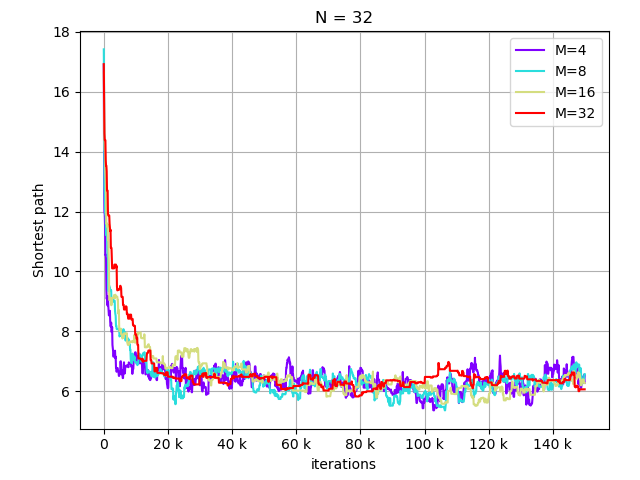 N = 32
18
16
14
12
10
8
6
Shortest path
0
20 k
40 k
60 k
80 k
100 k
120 k
140 k
iterations
M=4
M=8
M=16
M=32